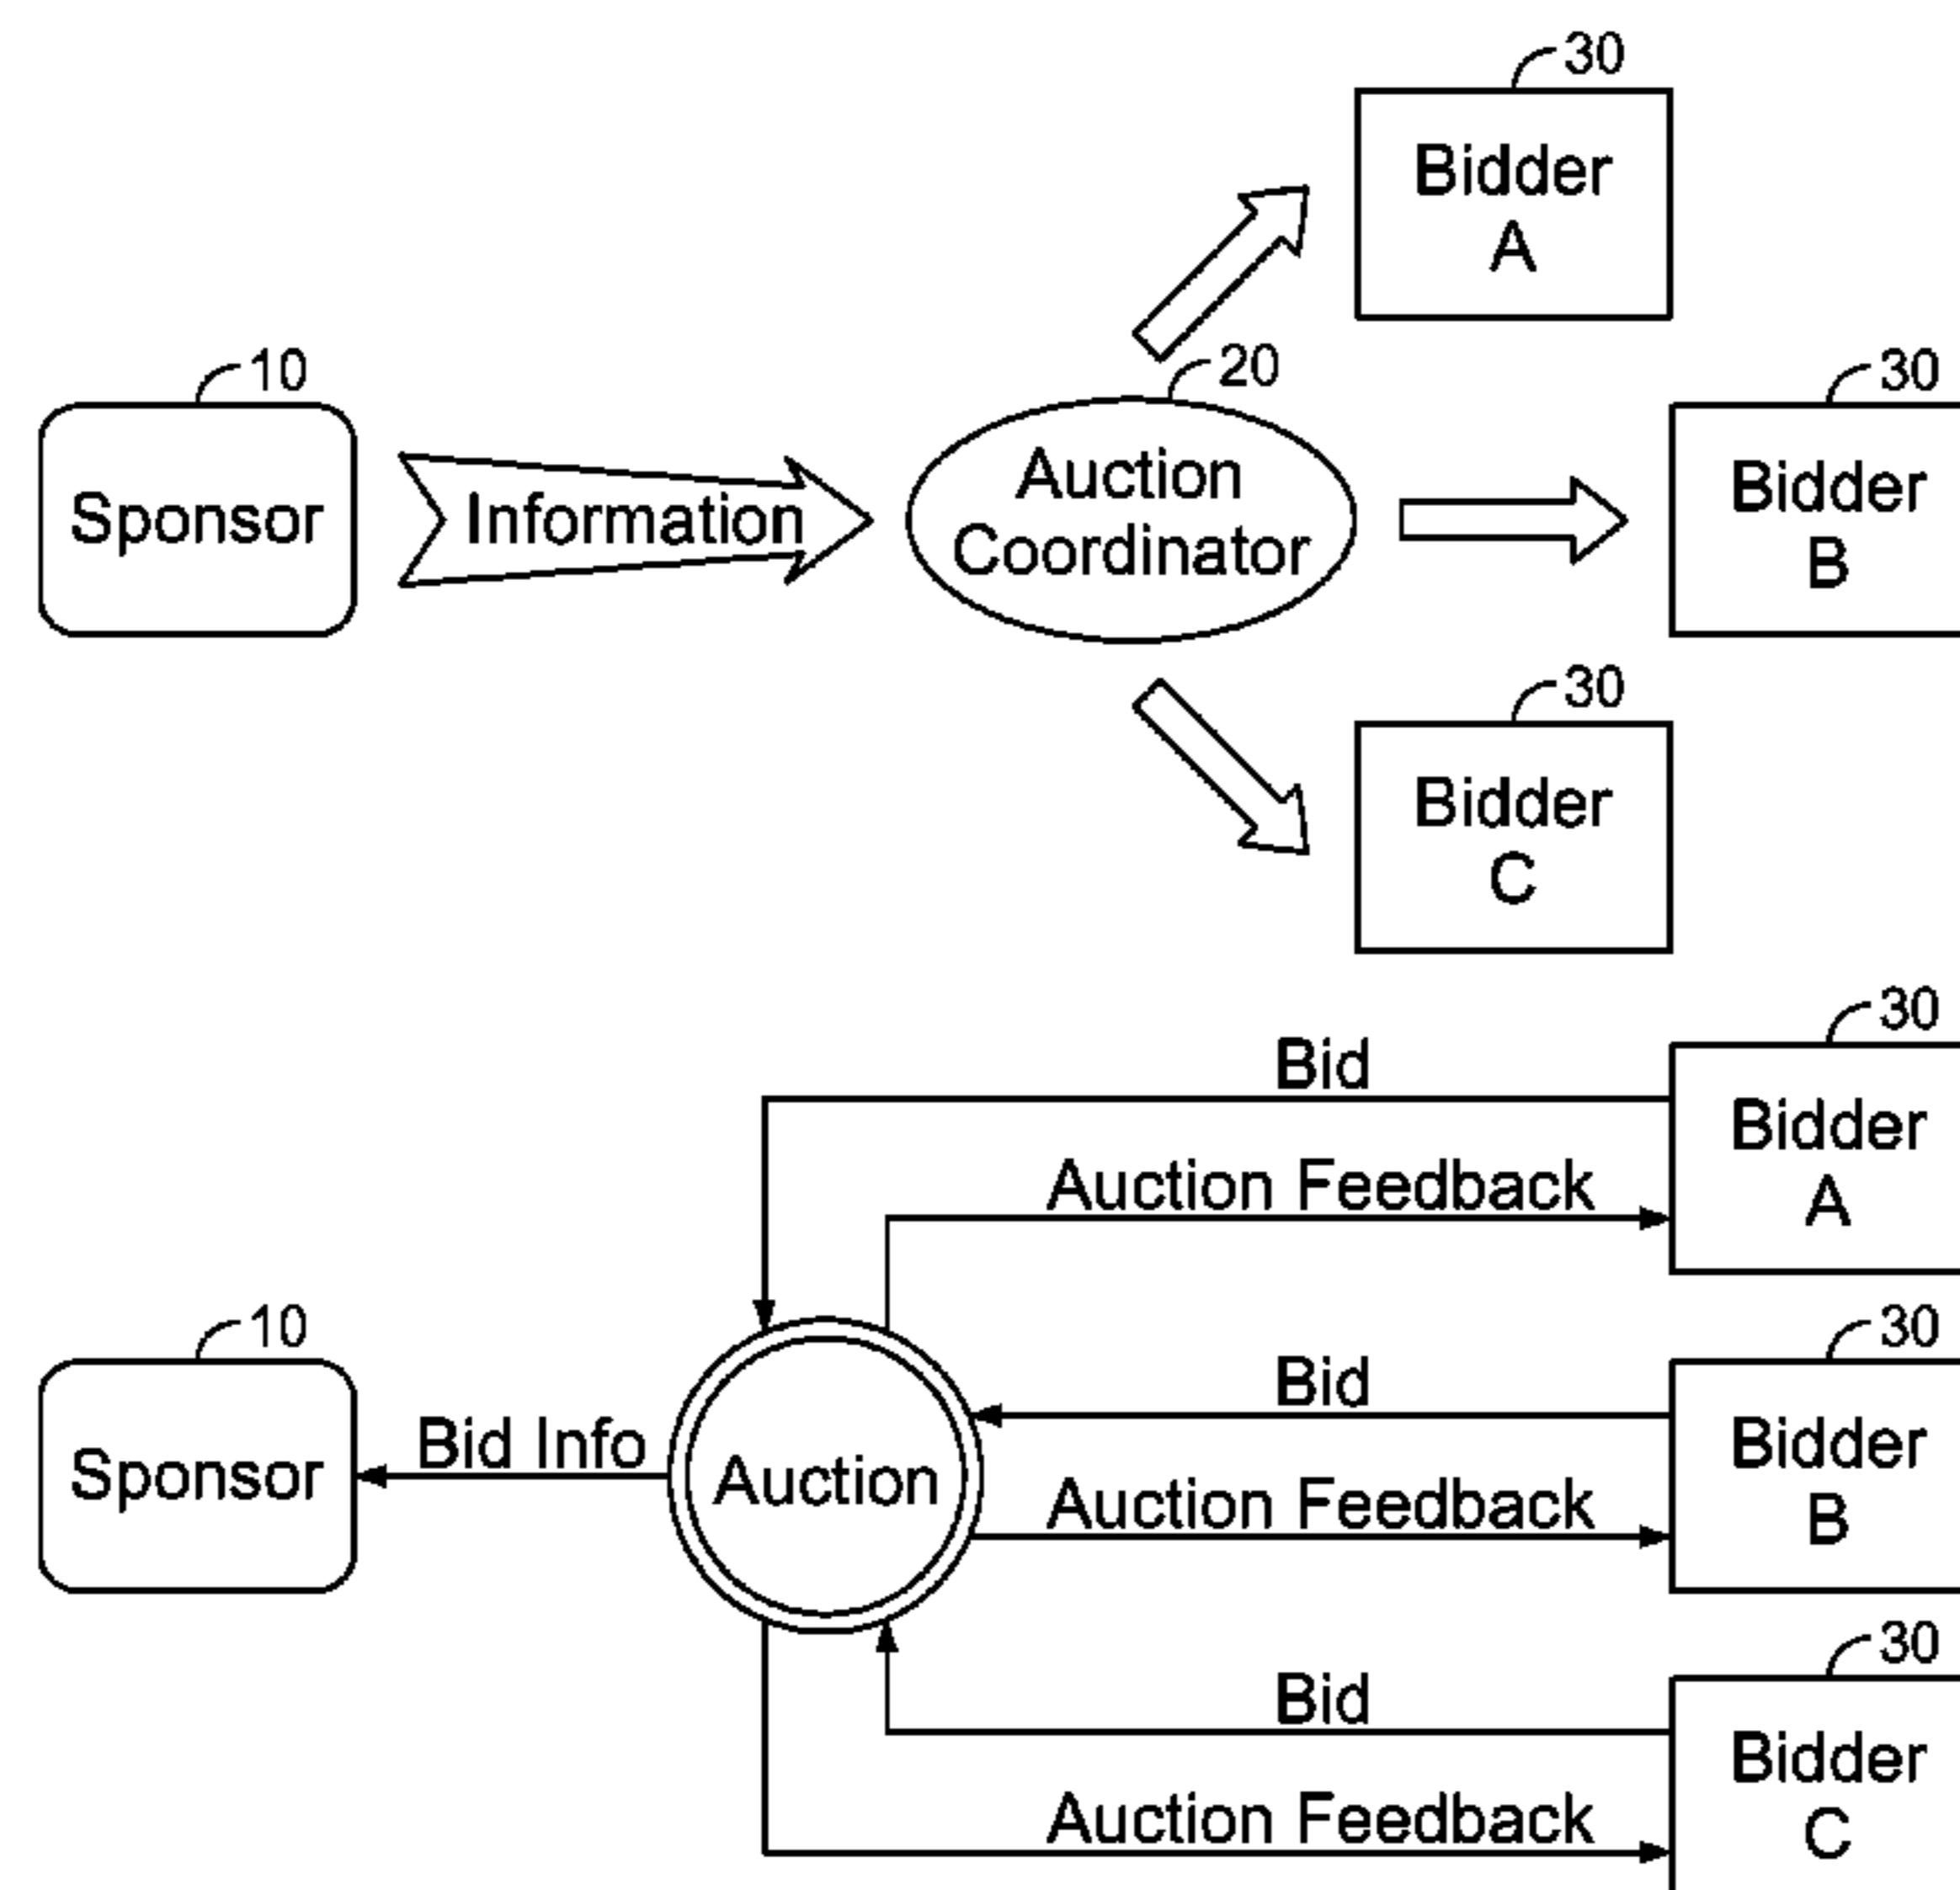 30
Bidder
A
10
Sponsor
Information
20
Auction
Coordinator
30
Bidder
B
30
Bidder
C
30
Bidder
A
Bid
Auction Feedback
10
Sponsor
Bid Info
Auction
Bid
Auction Feedback
30
Bidder
B
Bid
Auction Feedback
30
Bidder
C